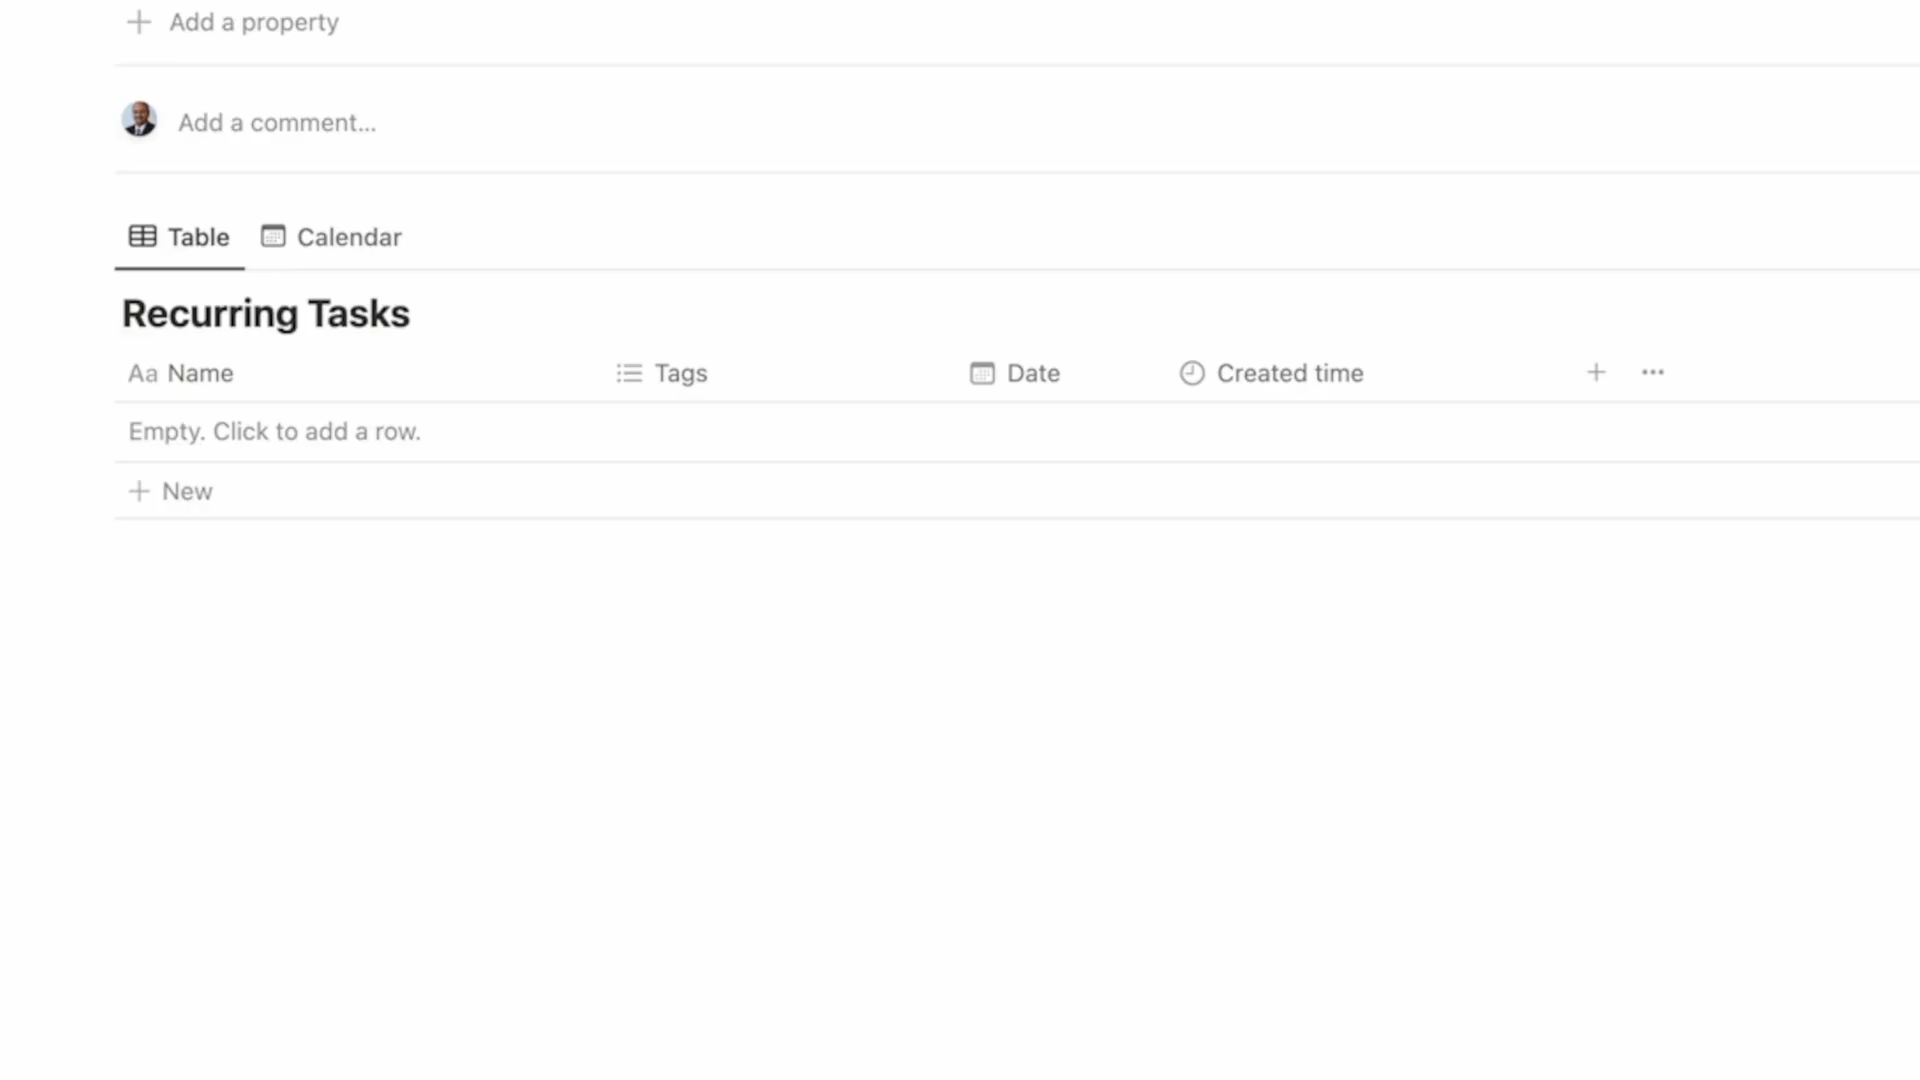 Add a property
Add a comment...
Table Calendar
Recurring Tasks
Aa Name Tags Date Created time
Empty. Click to add a row.
New